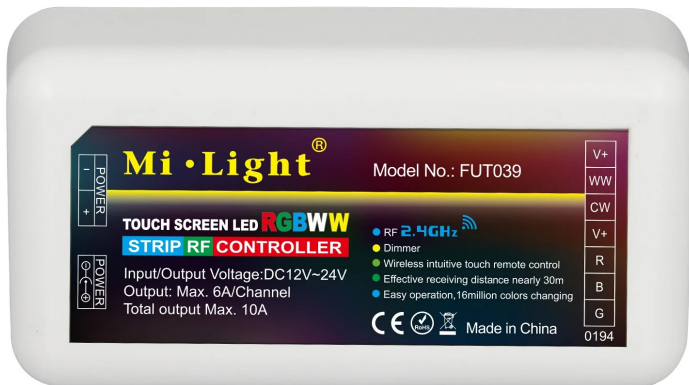 Mi·Light®
Model No.: FUT039
- POWER
+
POWER
TOUCH SCREEN LED RGBWW
STRIP RF CONTROLLER
Input/Output Voltage:DC12V~24V
Output: Max. 6A/Channel
Total output Max. 10A
RF 2.4GHz
Dimmer
Wireless intuitive touch remote control
Effective receiving distance nearly 30m
Easy operation,16million colors changing
CE RoHS Made in China
V+
WW
CW
V+
R
B
G
0194